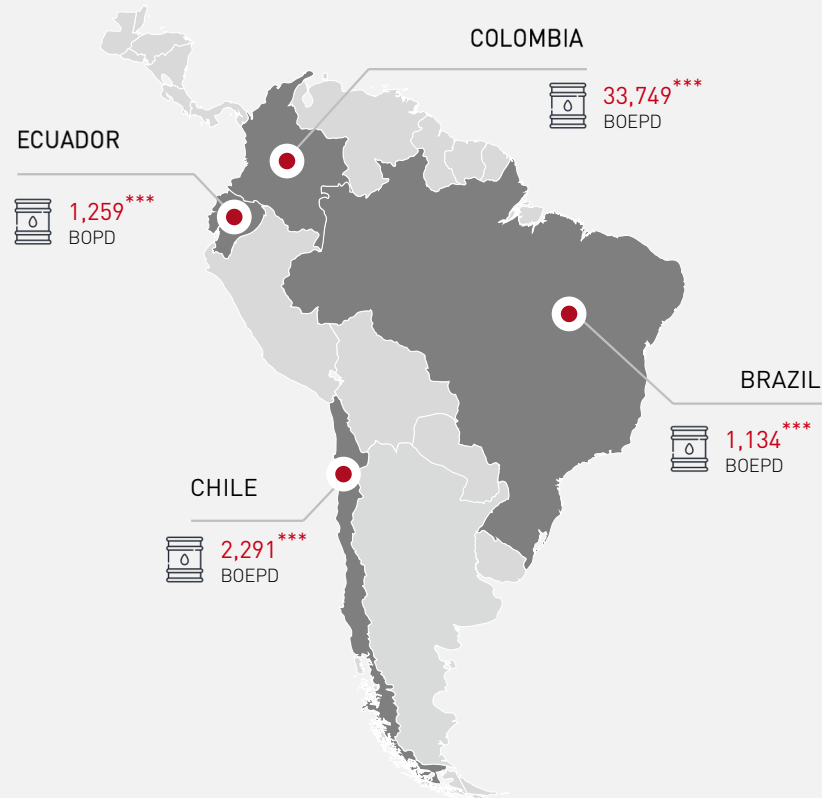 COLOMBIA
33,749***
BOEPD
ECUADOR
1,259***
BOPD
BRAZIL
1,134***
BOEPD
CHILE
2,291***
BOEPD